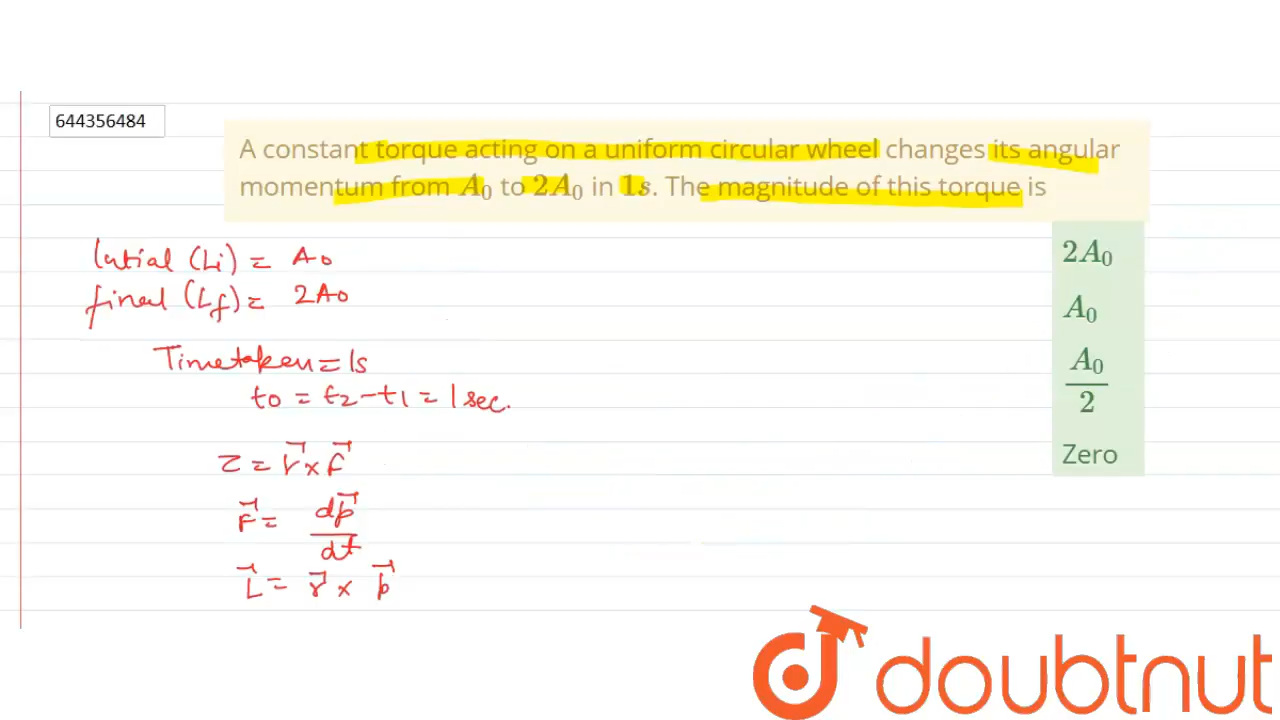 644356484
A constant torque acting on a uniform circular wheel changes its angular
momentum from A₀ to 2A₀ in 1s. The magnitude of this torque is
2A₀
A₀
A₀/2
Zero
Initial (Li) = A₀
final (Lf) = 2A₀
Time taken = 1s
t₀ = t₂-t₁ = 1 sec.
τ = r⃗ × F⃗
F⃗ = dp⃗/dt
L⃗ = r⃗ × p⃗
doubtnut